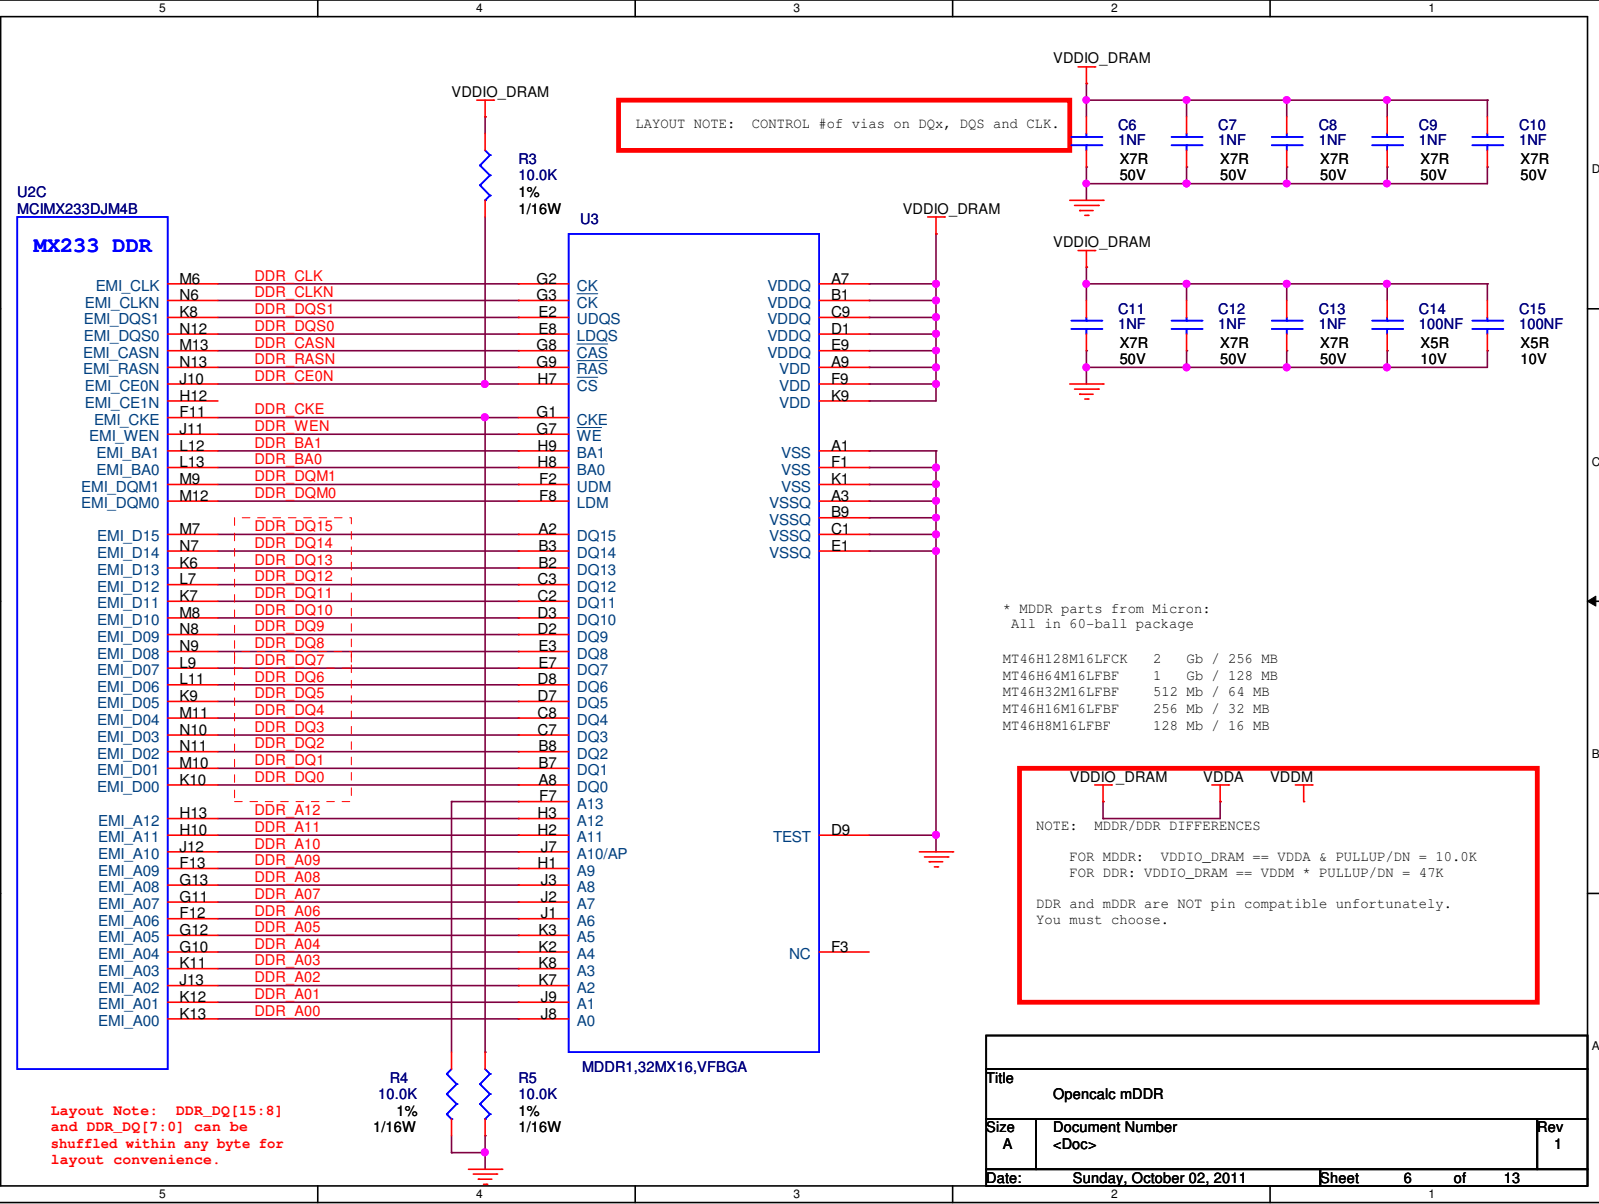 5 4 3 2 1
VDDIO_DRAM
C6 C7 C8 C9 C10
1NF 1NF 1NF 1NF 1NF
X7R X7R X7R X7R X7R
50V 50V 50V 50V 50V
VDDIO_DRAM
R3
10.0K
1%
1/16W
LAYOUT NOTE: CONTROL #of vias on DQx, DQS and CLK.
D
VDDIO_DRAM
C11 C12 C13 C14 C15
1NF 1NF 1NF 100NF 100NF
X7R X7R X7R X5R X5R
50V 50V 50V 10V 10V
U2C
MCIMX233DJM4B
MX233 DDR
U3
VDDIO_DRAM
EMI_CLK M6 DDR_CLK G2 CK
EMI_CLKN N6 DDR_CLKN G3 CK
EMI_DQS1 K8 DDR_DQS1 E2 UDQS
EMI_DQS0 N12 DDR_DQS0 E8 LDQS
EMI_CASN M13 DDR_CASN G8 CAS
EMI_RASN N13 DDR_RASN G9 RAS
EMI_CE0N J10 DDR_CE0N H7 CS
EMI_CE1N H12
EMI_CKE F11 DDR_CKE G1 CKE
EMI_WEN J11 DDR_WEN G7 WE
EMI_BA1 L12 DDR_BA1 H9 BA1
EMI_BA0 L13 DDR_BA0 H8 BA0
EMI_DQM1 M9 DDR_DQM1 F2 UDM
EMI_DQM0 M12 DDR_DQM0 F8 LDM
EMI_D15 M7 DDR_DQ15 A2 DQ15
EMI_D14 N7 DDR_DQ14 B3 DQ14
EMI_D13 K6 DDR_DQ13 B2 DQ13
EMI_D12 L7 DDR_DQ12 C3 DQ12
EMI_D11 K7 DDR_DQ11 C2 DQ11
EMI_D10 M8 DDR_DQ10 D3 DQ10
EMI_D09 N8 DDR_DQ9 D2 DQ9
EMI_D08 N9 DDR_DQ8 E3 DQ8
EMI_D07 L9 DDR_DQ7 E7 DQ7
EMI_D06 L11 DDR_DQ6 D8 DQ6
EMI_D05 K9 DDR_DQ5 D7 DQ5
EMI_D04 M11 DDR_DQ4 C8 DQ4
EMI_D03 N10 DDR_DQ3 C7 DQ3
EMI_D02 N11 DDR_DQ2 B8 DQ2
EMI_D01 M10 DDR_DQ1 B7 DQ1
EMI_D00 K10 DDR_DQ0 A8 DQ0
F7 A13
EMI_A12 H13 DDR_A12 H3 A12
EMI_A11 H10 DDR_A11 H2 A11
EMI_A10 J12 DDR_A10 J7 A10/AP
EMI_A09 F13 DDR_A09 H1 A9
EMI_A08 G13 DDR_A08 J3 A8
EMI_A07 G11 DDR_A07 J2 A7
EMI_A06 F12 DDR_A06 J1 A6
EMI_A05 G12 DDR_A05 K3 A5
EMI_A04 G10 DDR_A04 K2 A4
EMI_A03 K11 DDR_A03 K8 A3
EMI_A02 J13 DDR_A02 K7 A2
EMI_A01 K12 DDR_A01 J9 A1
EMI_A00 K13 DDR_A00 J8 A0
VDDQ A7
VDDQ B1
VDDQ C9
VDDQ D1
VDDQ E9
VDD A9
VDD F9
VDD K9
VSS A1
VSS F1
VSS K1
VSSQ A3
VSSQ B9
VSSQ C1
VSSQ E1
TEST D9
NC F3
MDDR1,32MX16,VFBGA
C
* MDDR parts from Micron:
All in 60-ball package
MT46H128M16LFCK 2 Gb / 256 MB
MT46H64M16LFBF 1 Gb / 128 MB
MT46H32M16LFBF 512 Mb / 64 MB
MT46H16M16LFBF 256 Mb / 32 MB
MT46H8M16LFBF 128 Mb / 16 MB
B
VDDIO_DRAM VDDA VDDM
NOTE: MDDR/DDR DIFFERENCES
FOR MDDR: VDDIO_DRAM == VDDA & PULLUP/DN = 10.0K
FOR DDR: VDDIO_DRAM == VDDM * PULLUP/DN = 47K
DDR and mDDR are NOT pin compatible unfortunately.
You must choose.
R4
10.0K
1%
1/16W
R5
10.0K
1%
1/16W
Layout Note: DDR_DQ[15:8]
and DDR_DQ[7:0] can be
shuffled within any byte for
layout convenience.
A
Title
Opencalc mDDR
Size Document Number Rev
A <Doc> 1
Date: Sunday, October 02, 2011 Sheet 6 of 13
5 4 3 2 1